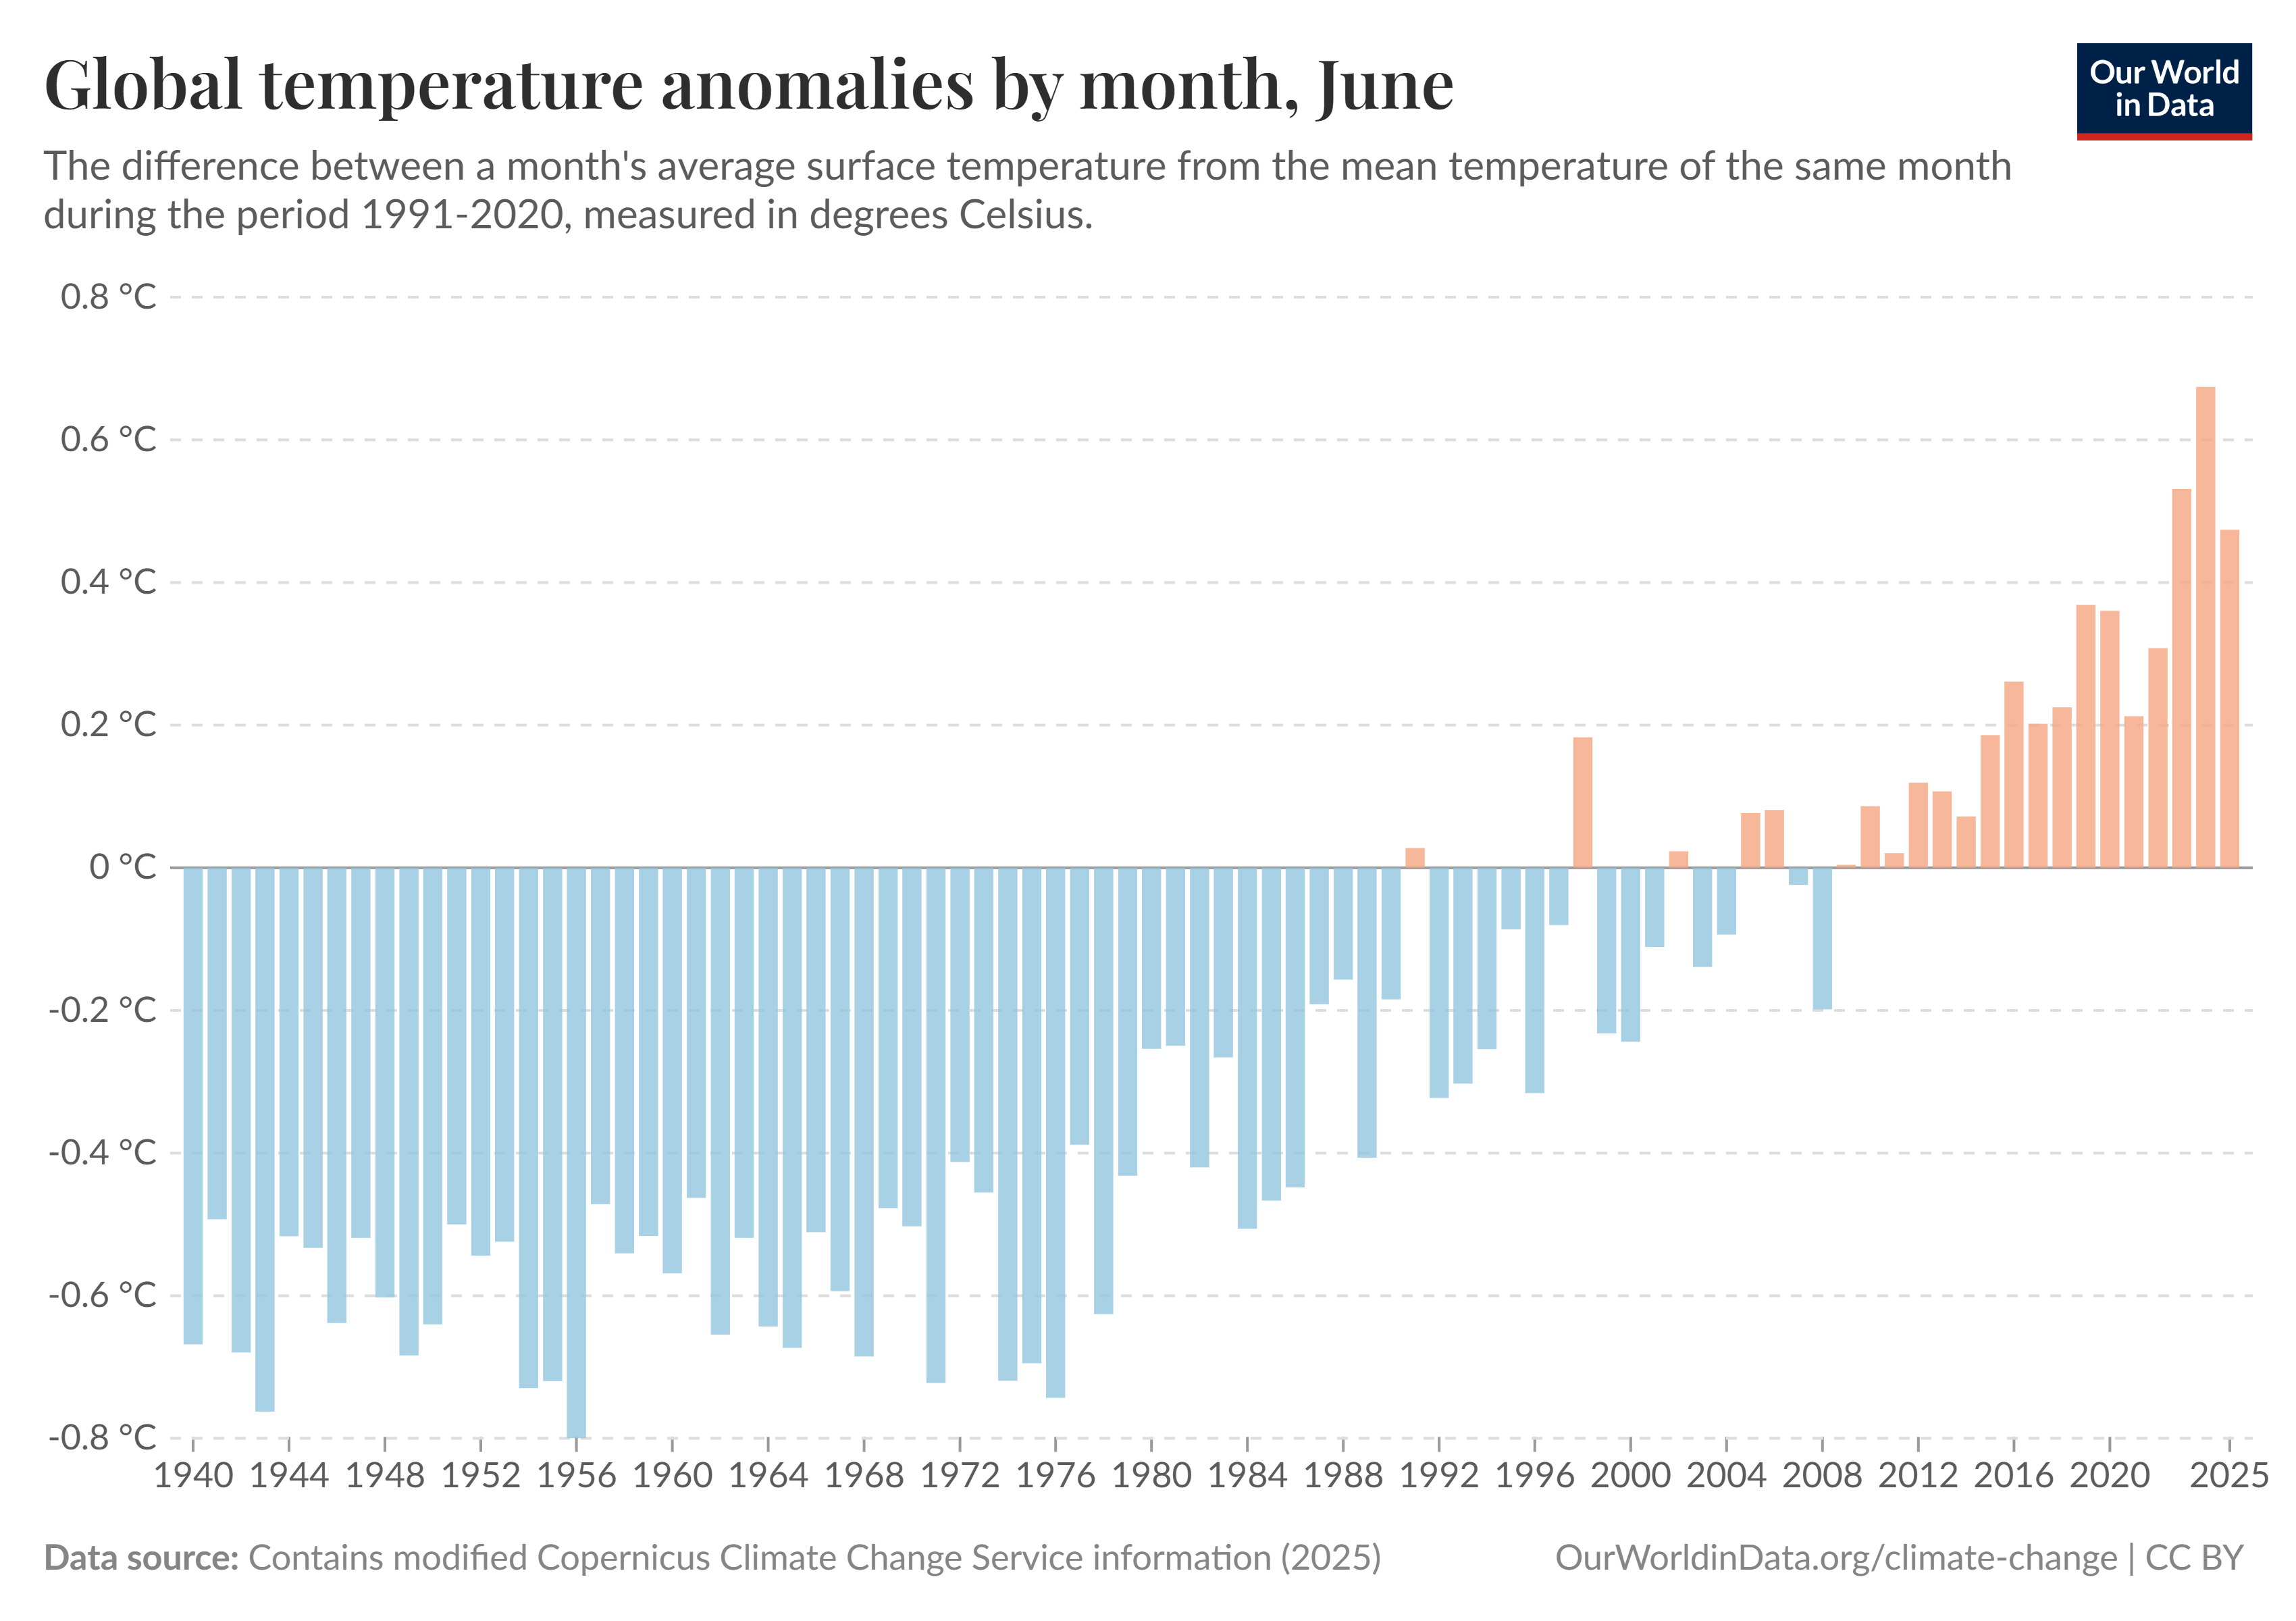 Global temperature anomalies by month, June
Our World
in Data
The difference between a month's average surface temperature from the mean temperature of the same month
during the period 1991-2020, measured in degrees Celsius.
0.8 °C
0.6 °C
0.4 °C
0.2 °C
0 °C
-0.2 °C
-0.4 °C
-0.6 °C
-0.8 °C
1940 1944 1948 1952 1956 1960 1964 1968 1972 1976 1980 1984 1988 1992 1996 2000 2004 2008 2012 2016 2020 2025
Data source: Contains modified Copernicus Climate Change Service information (2025)
OurWorldinData.org/climate-change | CC BY